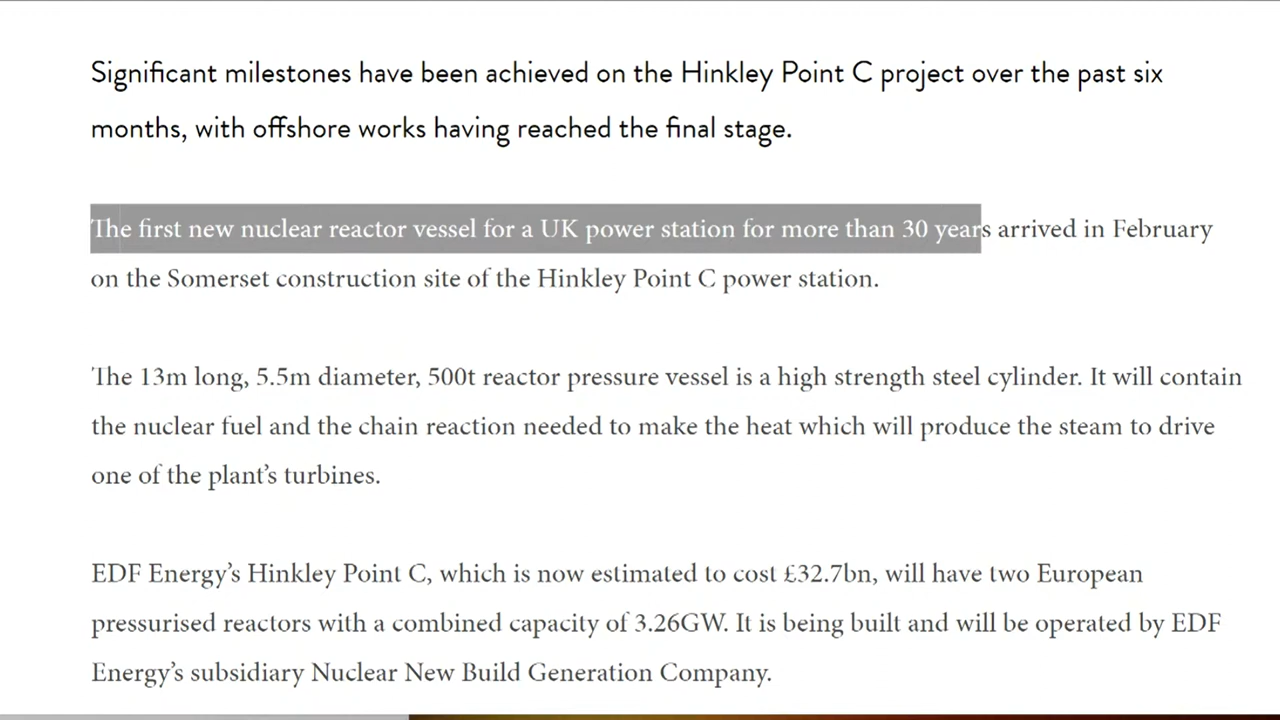 Significant milestones have been achieved on the Hinkley Point C project over the past six
months, with offshore works having reached the final stage.
The first new nuclear reactor vessel for a UK power station for more than 30 years arrived in February
on the Somerset construction site of the Hinkley Point C power station.
The 13m long, 5.5m diameter, 500t reactor pressure vessel is a high strength steel cylinder. It will contain
the nuclear fuel and the chain reaction needed to make the heat which will produce the steam to drive
one of the plant’s turbines.
EDF Energy’s Hinkley Point C, which is now estimated to cost £32.7bn, will have two European
pressurised reactors with a combined capacity of 3.26GW. It is being built and will be operated by EDF
Energy’s subsidiary Nuclear New Build Generation Company.